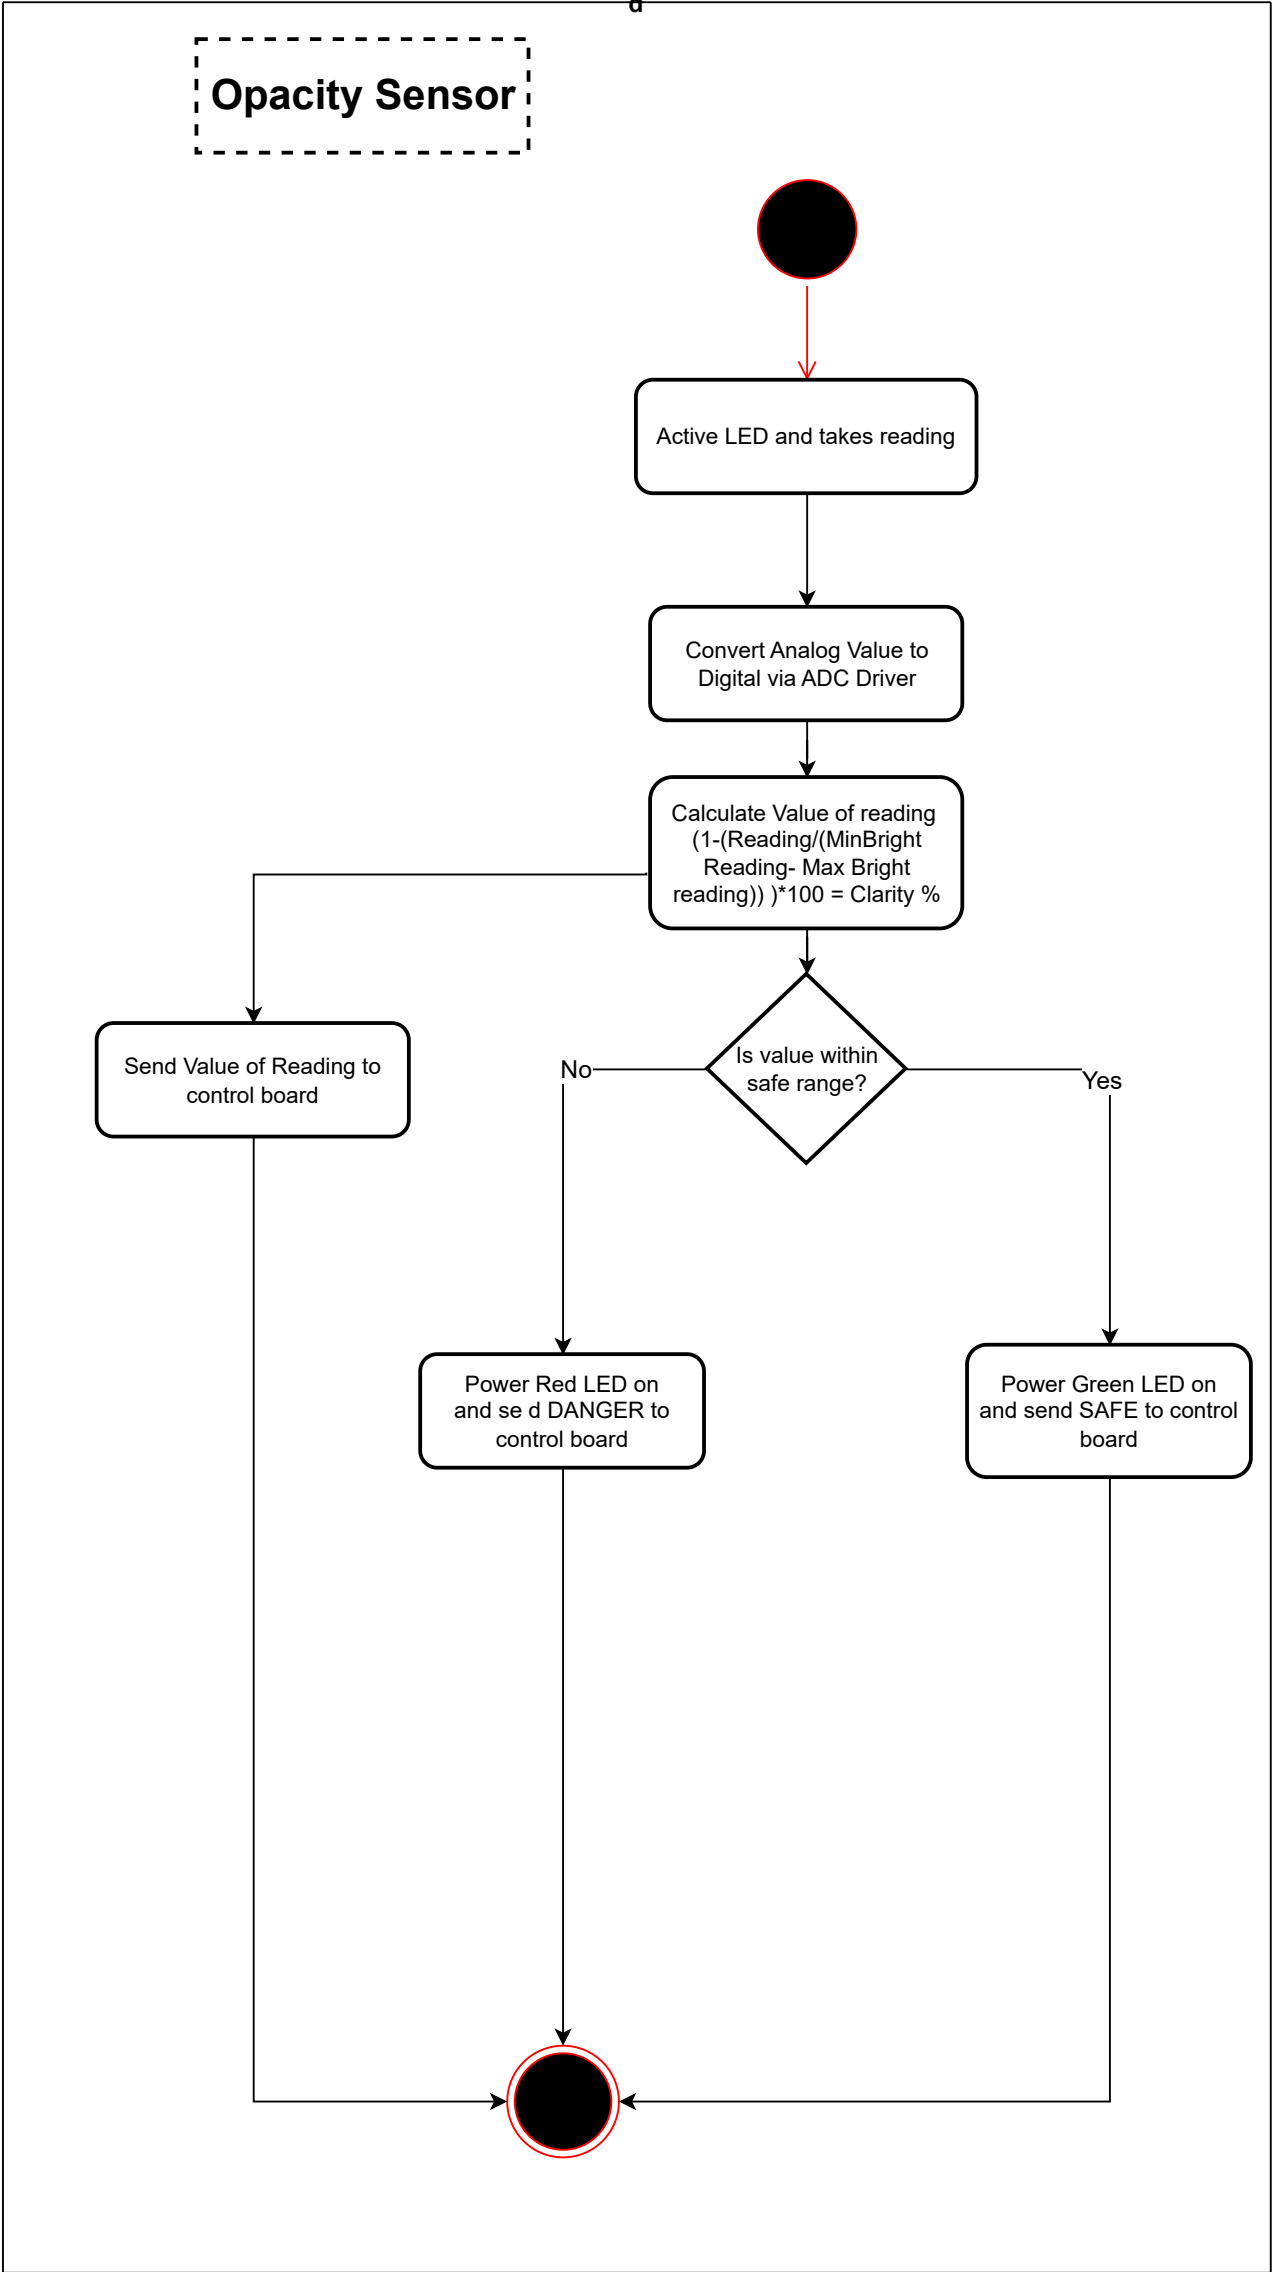 d
Opacity Sensor
Active LED and takes reading
Convert Analog Value to
Digital via ADC Driver
Calculate Value of reading
(1-(Reading/(MinBright
Reading- Max Bright
reading)) )*100 = Clarity %
Send Value of Reading to
control board
Is value within
safe range?
No
Yes
Power Red LED on
and se d DANGER to
control board
Power Green LED on
and send SAFE to control
board